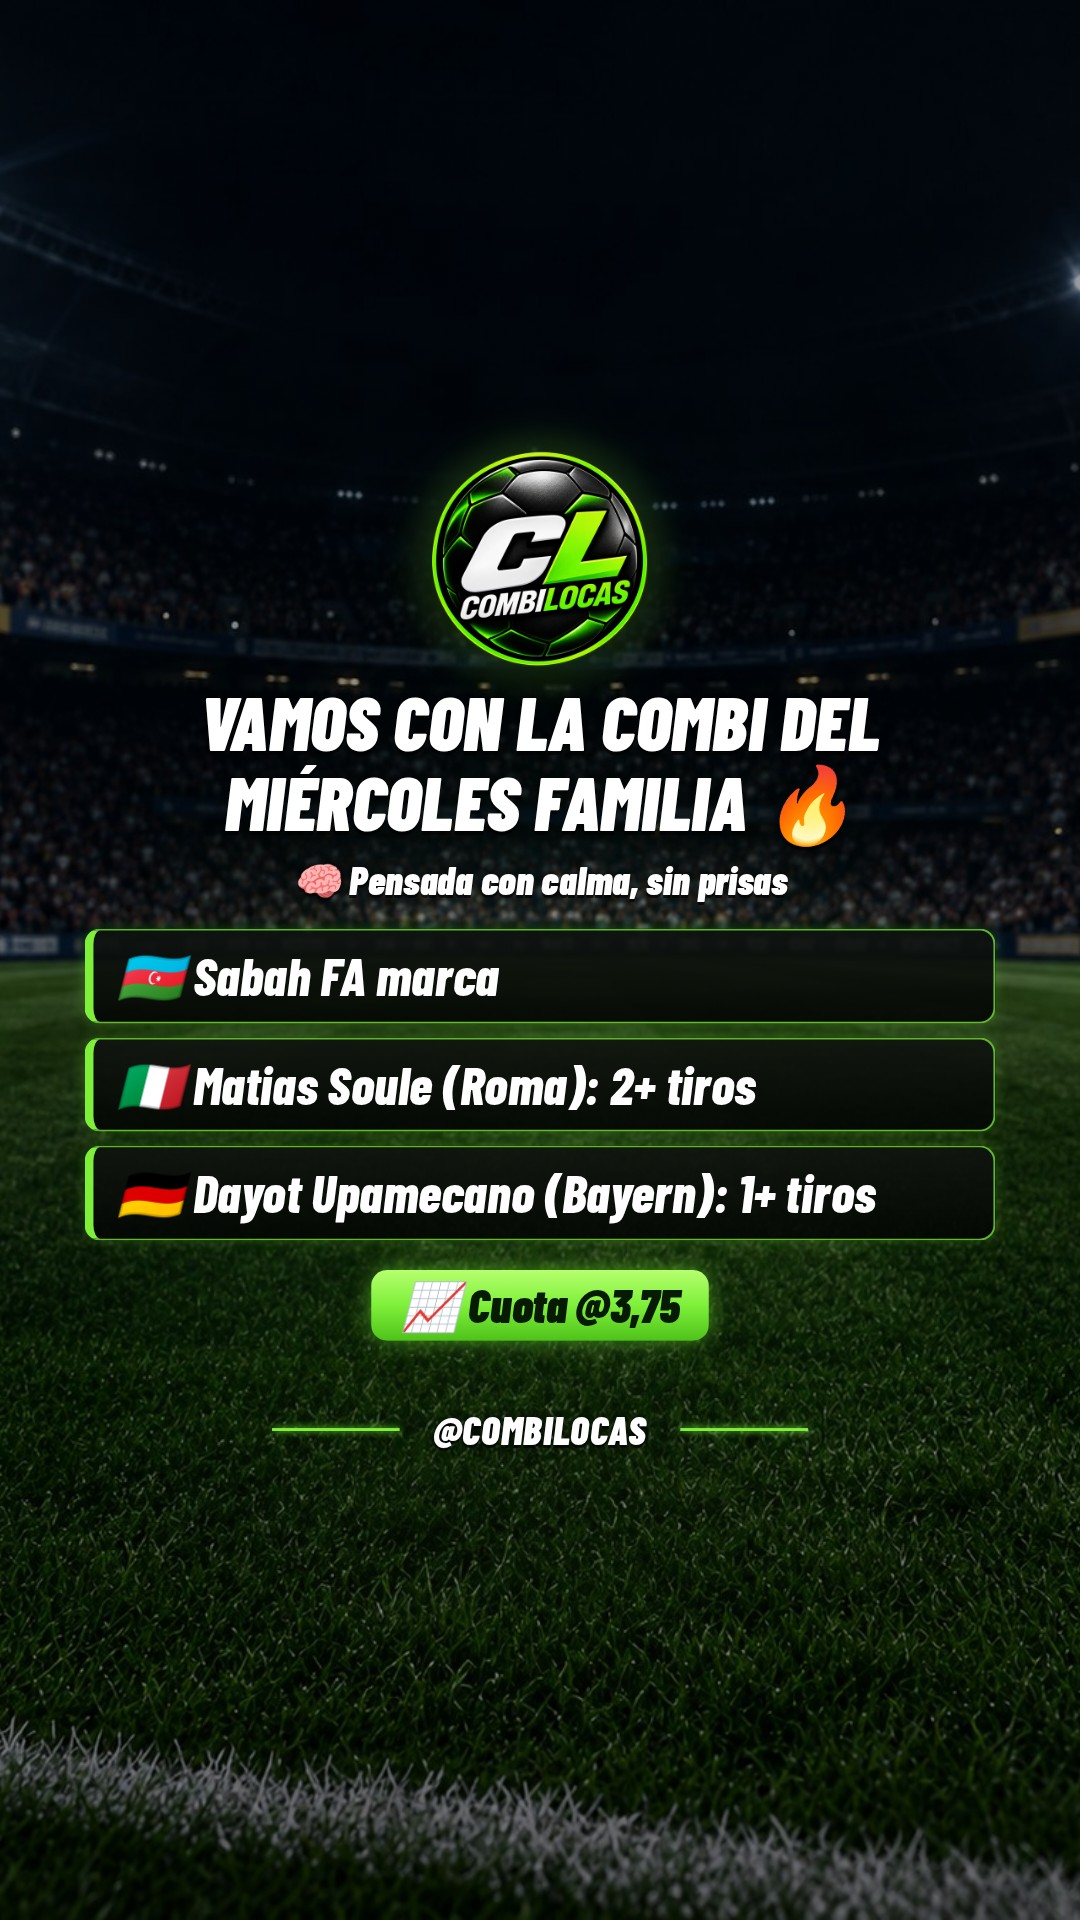 CL
COMBILOCAS
VAMOS CON LA COMBI DEL
MIÉRCOLES FAMILIA 🔥
🧠 Pensada con calma, sin prisas
🇦🇿 Sabah FA marca
🇮🇹 Matias Soule (Roma): 2+ tiros
🇩🇪 Dayot Upamecano (Bayern): 1+ tiros
📈 Cuota @3,75
@COMBILOCAS